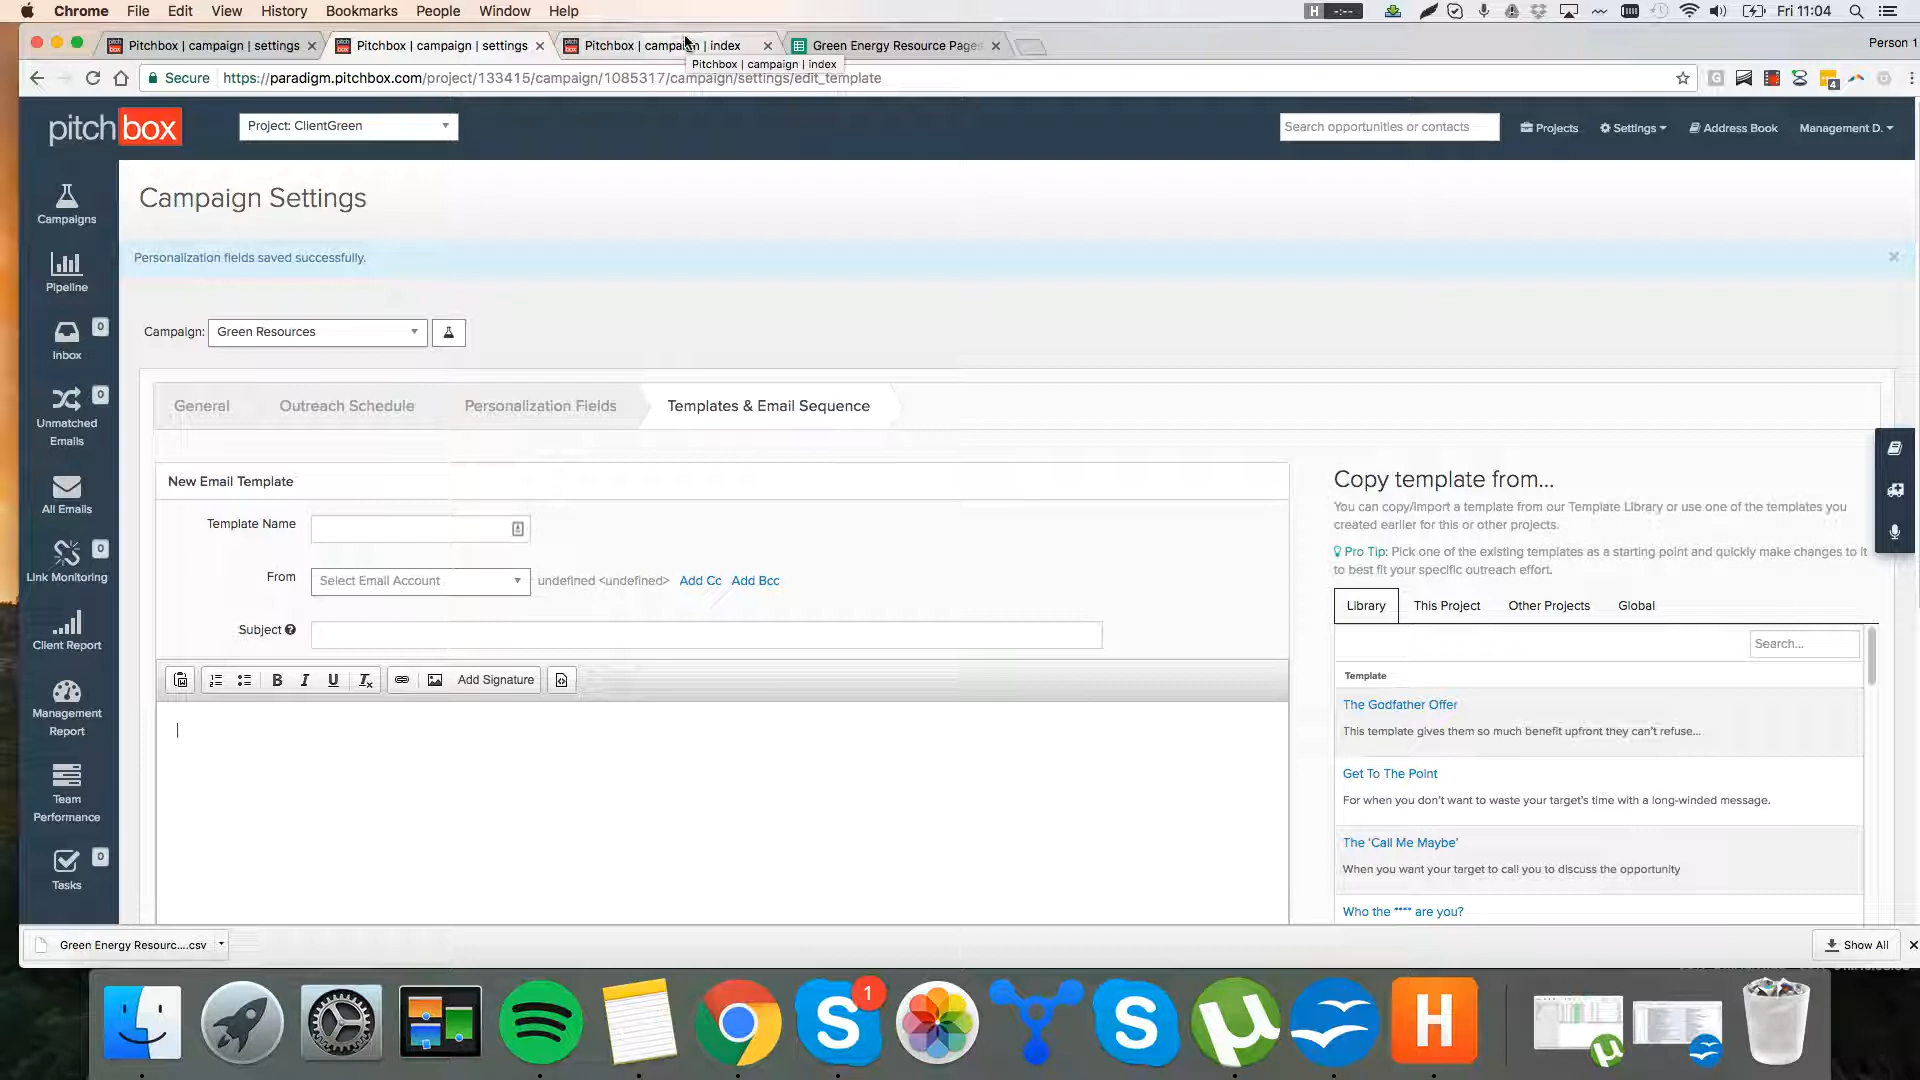 Chrome File Edit View History Bookmarks People Window Help
H -:-- Fri 11:04
Pitchbox | campaign | settings
Pitchbox | campaign | settings
Pitchbox | campaign | index
Green Energy Resource Pages
Person 1
Pitchbox | campaign | index
Secure https://paradigm.pitchbox.com/project/133415/campaign/1085317/campaign/settings/edit_template
pitchbox
Project: ClientGreen
Search opportunities or contacts
Projects
Settings
Address Book
Management D.
Campaigns
Pipeline
Inbox
0
Unmatched
Emails
0
All Emails
Link Monitoring
0
Client Report
Management
Report
Team
Performance
Tasks
0
Campaign Settings
Personalization fields saved successfully.
Campaign: Green Resources
General Outreach Schedule Personalization Fields Templates & Email Sequence
New Email Template
Template Name
From Select Email Account undefined <undefined> Add Cc Add Bcc
Subject
B I U Add Signature
Copy template from...
You can copy/import a template from our Template Library or use one of the templates you
created earlier for this or other projects.
Pro Tip: Pick one of the existing templates as a starting point and quickly make changes to it
to best fit your specific outreach effort.
Library This Project Other Projects Global
Search...
Template
The Godfather Offer
This template gives them so much benefit upfront they can't refuse...
Get To The Point
For when you don't want to waste your target's time with a long-winded message.
The 'Call Me Maybe'
When you want your target to call you to discuss the opportunity
Who the **** are you?
Green Energy Resourc....csv
Show All
1